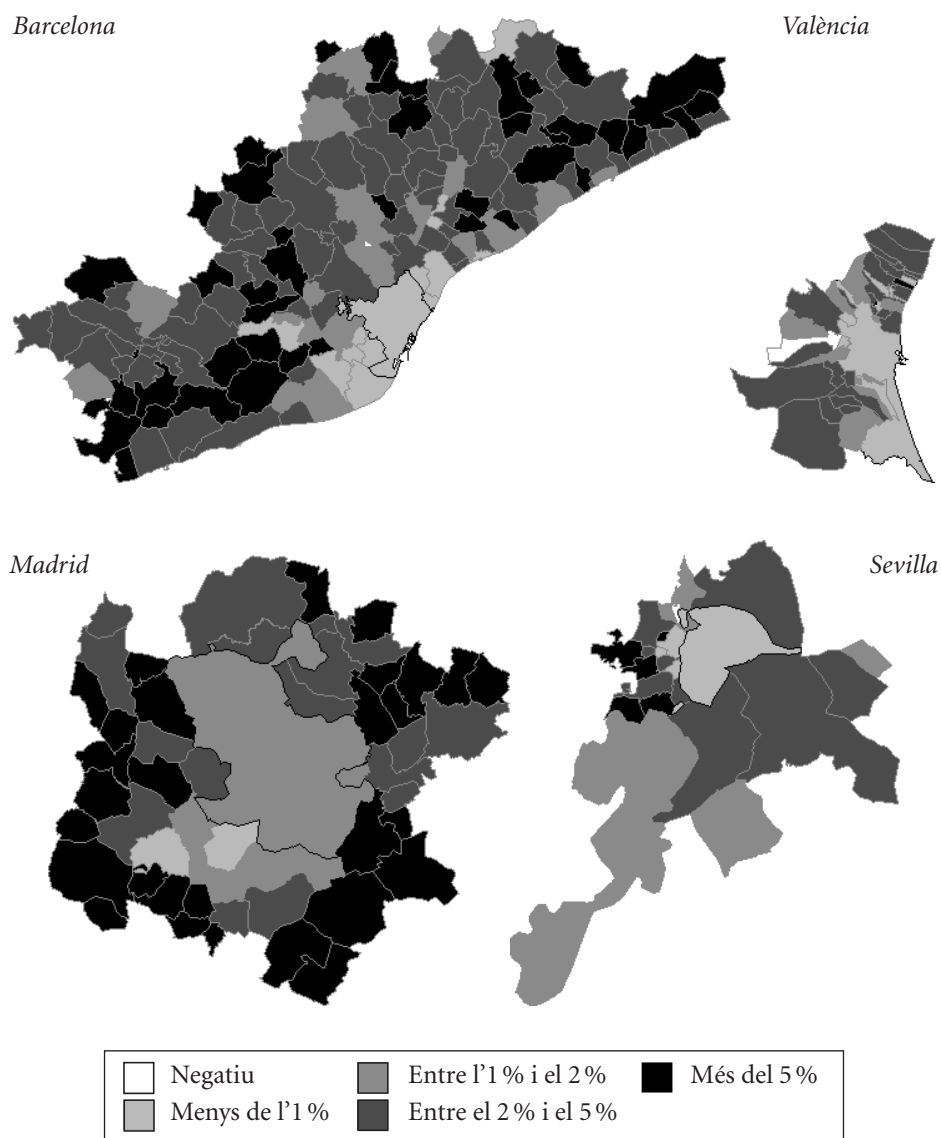 Barcelona
València
Madrid
Sevilla
Negatiu
Entre l'1 % i el 2 %
Més del 5 %
Menys de l'1 %
Entre el 2 % i el 5 %